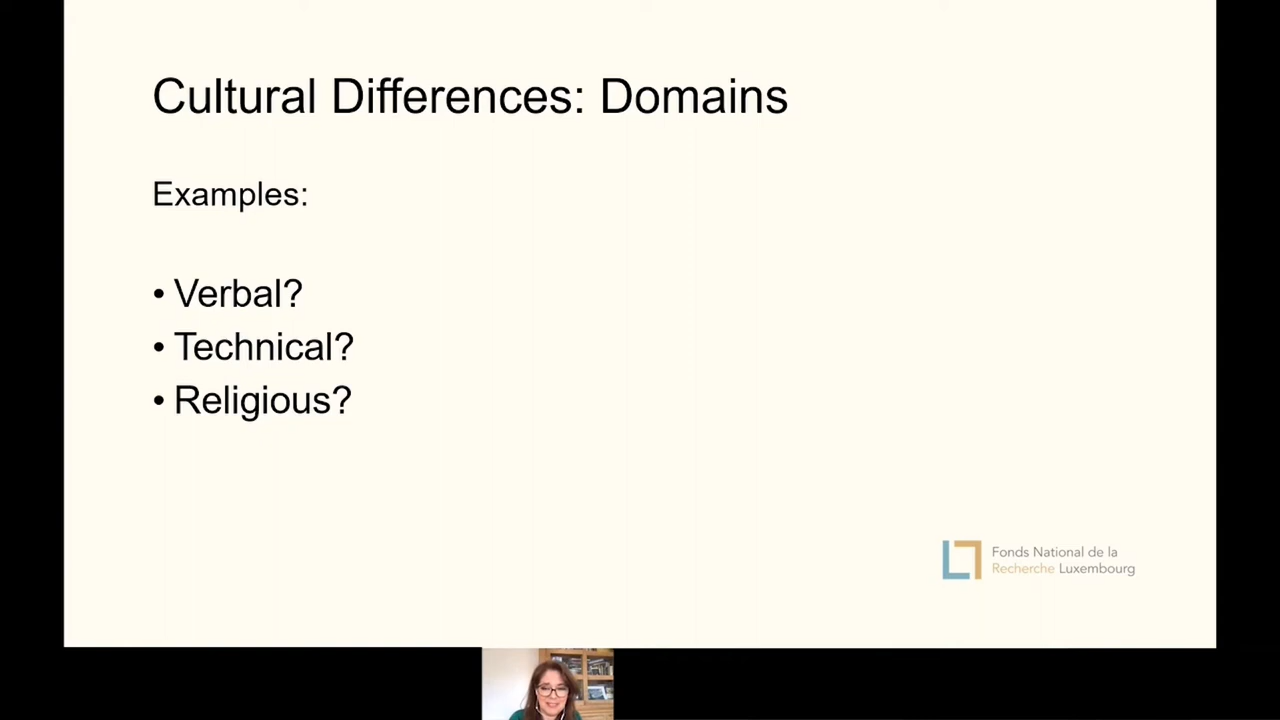 Cultural Differences: Domains
Examples:
• Verbal?
• Technical?
• Religious?
Fonds National de la
Recherche Luxembourg